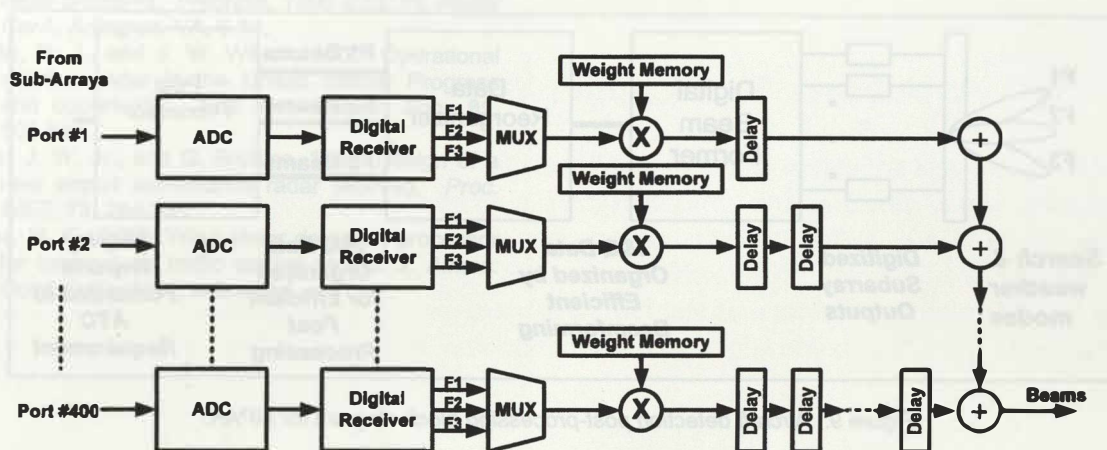 From
Sub-Arrays
Weight Memory
Port #1
ADC
Digital
Receiver
F1
F2
F3
MUX
X
Delay
+
Weight Memory
Port #2
ADC
Digital
Receiver
F1
F2
F3
MUX
X
Delay
Delay
+
Weight Memory
Port #400
ADC
Digital
Receiver
F1
F2
F3
MUX
X
Delay
Delay
Delay
+
Beams